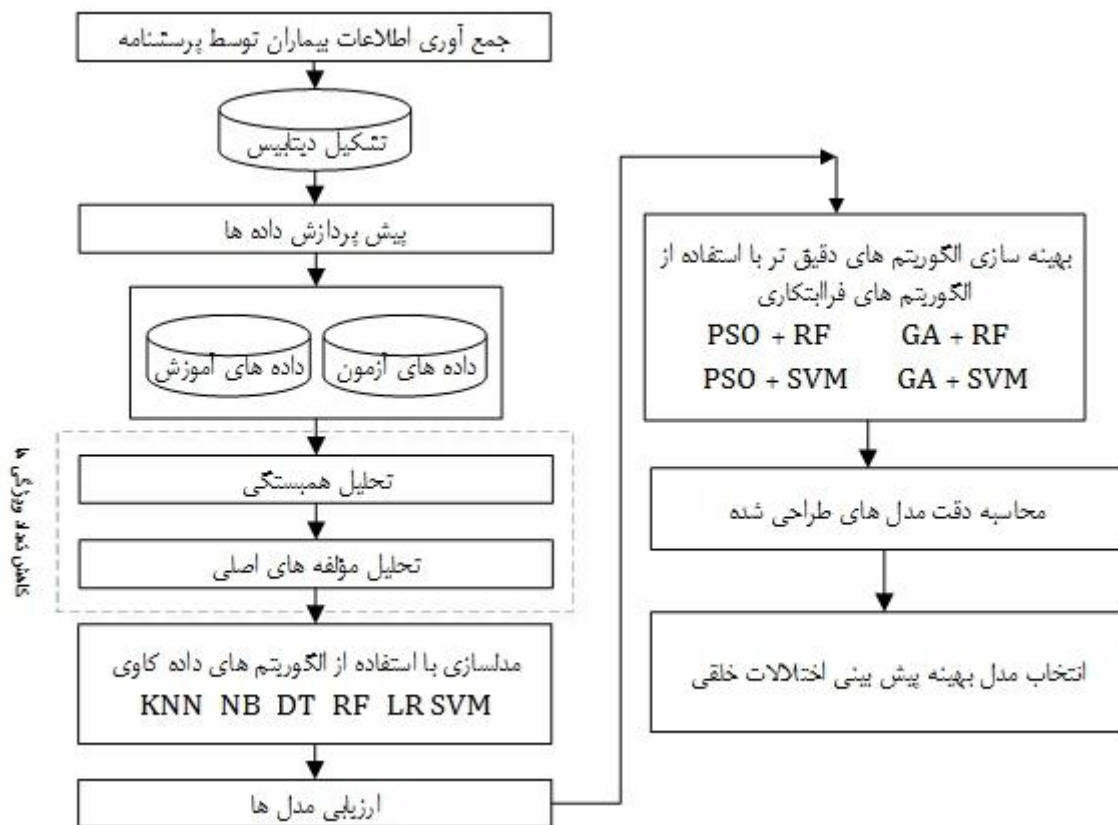 جمع آوری اطلاعات بیماران توسط پرسشنامه
تشکیل دیتابیس
پیش پردازش داده ها
داده های آزمون
داده های آموزش
کاهش تعداد ویژگی ها
تحلیل همبستگی
تحلیل مؤلفه های اصلی
مدلسازی با استفاده از الگوریتم های داده کاوی
KNN NB DT RF LR SVM
ارزیابی مدل ها
بهینه سازی الگوریتم های دقیق تر با استفاده از
الگوریتم های فراابتکاری
PSO + RF GA + RF
PSO + SVM GA + SVM
محاسبه دقت مدل های طراحی شده
انتخاب مدل بهینه پیش بینی اختلالات خلقی